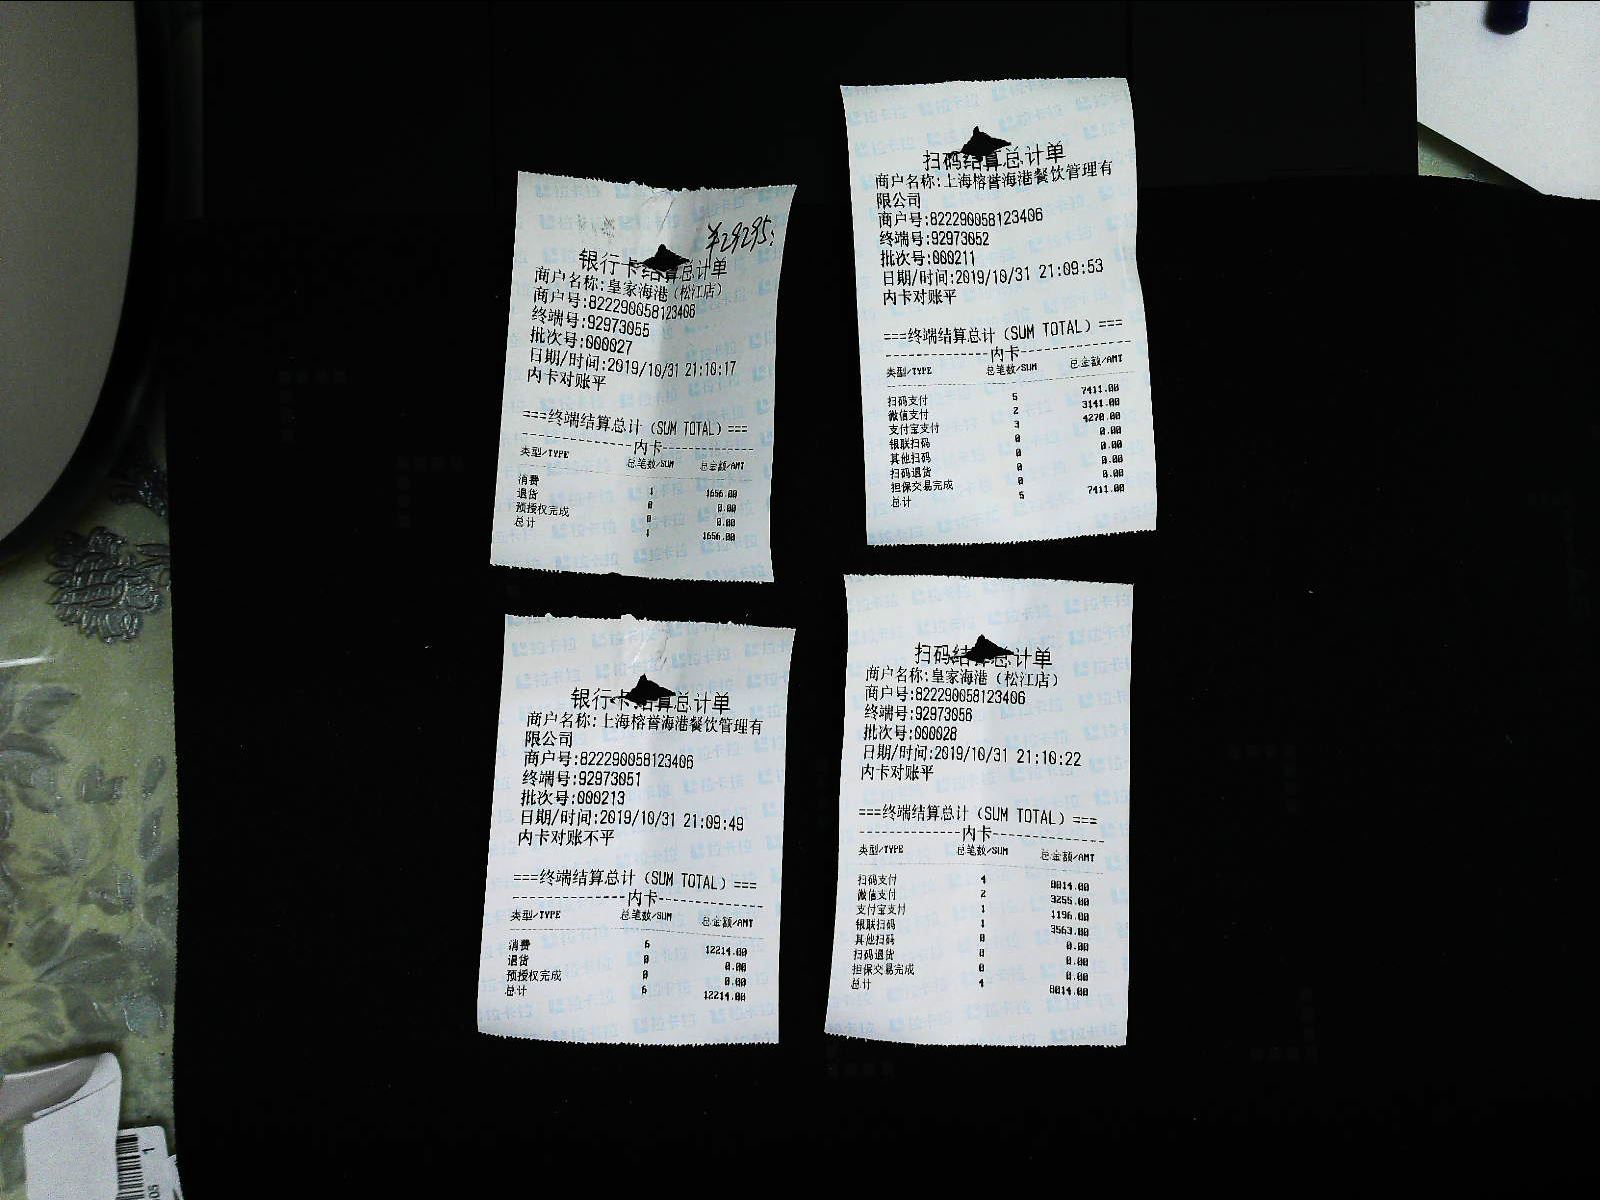 ¥29295.
银行卡结算总计单
商户名称:皇家海港(松江店)
商户号:822290058123406
终端号:92973055
批次号:000027
日期/时间:2019/10/31 21:10:17
内卡对账平
===终端结算总计(SUM TOTAL)===
内卡
类型/TYPE 总笔数/SUM 总金额/AMT
消费 1 1656.00
退货 0 0.00
预授权完成 0 0.00
总计 1 1656.00
扫码结算总计单
商户名称:上海榕誉海港餐饮管理有
限公司
商户号:822290058123406
终端号:92973052
批次号:000211
日期/时间:2019/10/31 21:09:53
内卡对账平
===终端结算总计(SUM TOTAL)===
内卡
类型/TYPE 总笔数/SUM 总金额/AMT
扫码支付 5 7411.00
微信支付 2 3141.00
支付宝支付 3 4270.00
银联扫码 0 0.00
其他扫码 0 0.00
扫码退货 0 0.00
担保交易完成 0 0.00
总计 5 7411.00
银行卡结算总计单
商户名称:上海榕誉海港餐饮管理有
限公司
商户号:822290058123406
终端号:92973051
批次号:000213
日期/时间:2019/10/31 21:09:49
内卡对账不平
===终端结算总计(SUM TOTAL)===
内卡
类型/TYPE 总笔数/SUM 总金额/AMT
消费 6 12214.00
退货 0 0.00
预授权完成 0 0.00
总计 6 12214.00
扫码结算总计单
商户名称:皇家海港(松江店)
商户号:822290058123406
终端号:92973056
批次号:000028
日期/时间:2019/10/31 21:10:22
内卡对账平
===终端结算总计(SUM TOTAL)===
内卡
类型/TYPE 总笔数/SUM 总金额/AMT
扫码支付 4 8014.00
微信支付 2 3255.00
支付宝支付 1 1196.00
银联扫码 1 3563.00
其他扫码 0 0.00
扫码退货 0 0.00
担保交易完成 0 0.00
总计 4 8014.00